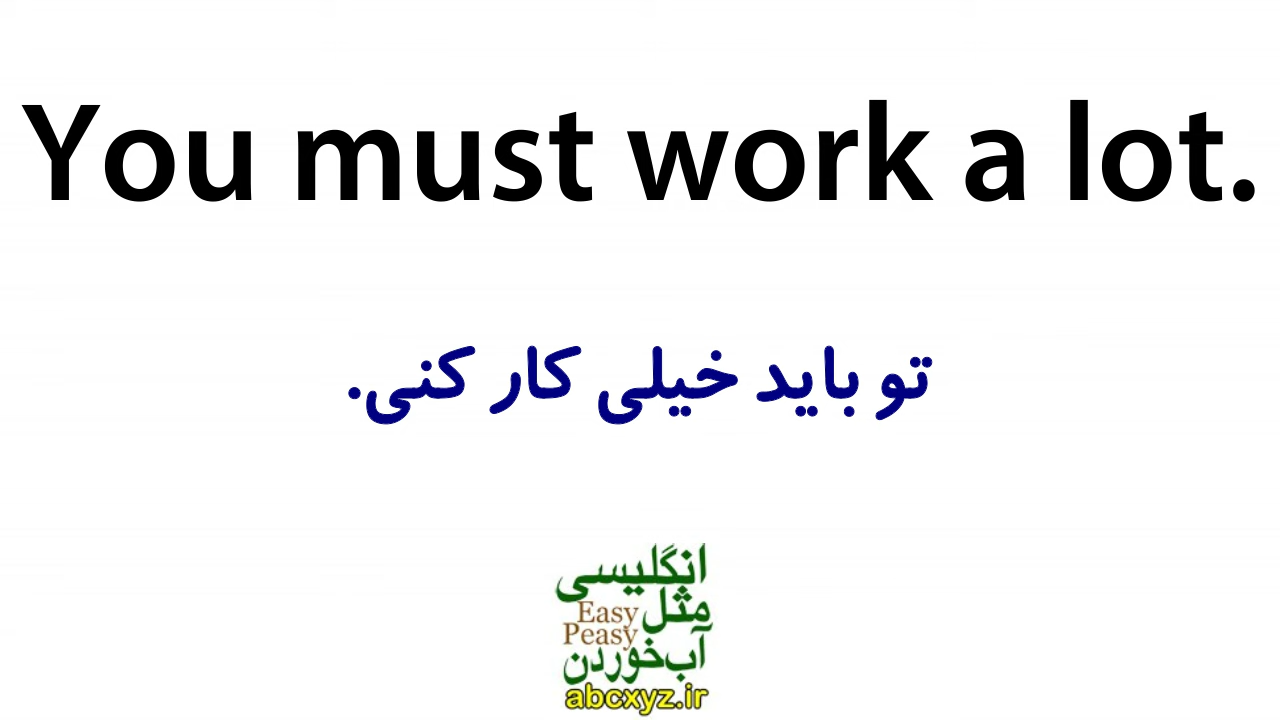 You must work a lot.
تو باید خیلی کار کنی.
انگلیسی
مثل
Easy
Peasy
آب خوردن
abcxyz.ir